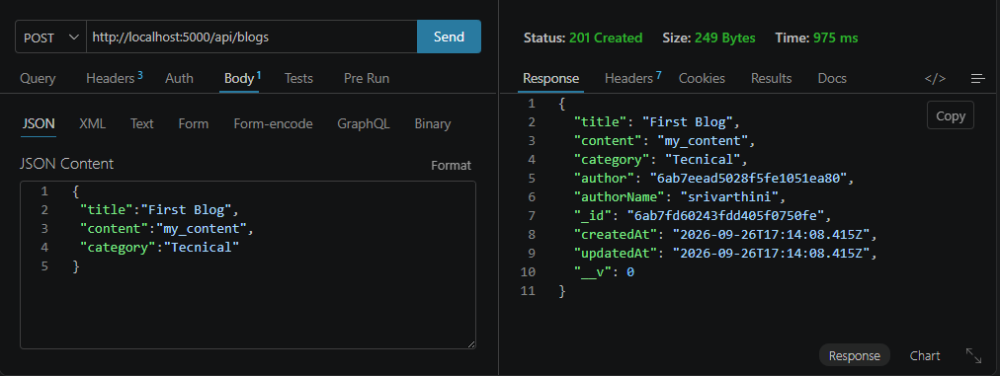 POST http://localhost:5000/api/blogs Send
Query Headers 3 Auth Body 1 Tests Pre Run
JSON XML Text Form Form-encode GraphQL Binary
JSON Content Format
1 {
2 "title":"First Blog",
3 "content":"my_content",
4 "category":"Tecnical"
5 }
Status: 201 Created Size: 249 Bytes Time: 975 ms
Response Headers 7 Cookies Results Docs </>
Copy
1 {
2 "title": "First Blog",
3 "content": "my_content",
4 "category": "Tecnical",
5 "author": "6ab7eead5028f5fe1051ea80",
6 "authorName": "srivarthini",
7 "_id": "6ab7fd60243fdd405f0750fe",
8 "createdAt": "2026-09-26T17:14:08.415Z",
9 "updatedAt": "2026-09-26T17:14:08.415Z",
10 "__v": 0
11 }
Response Chart